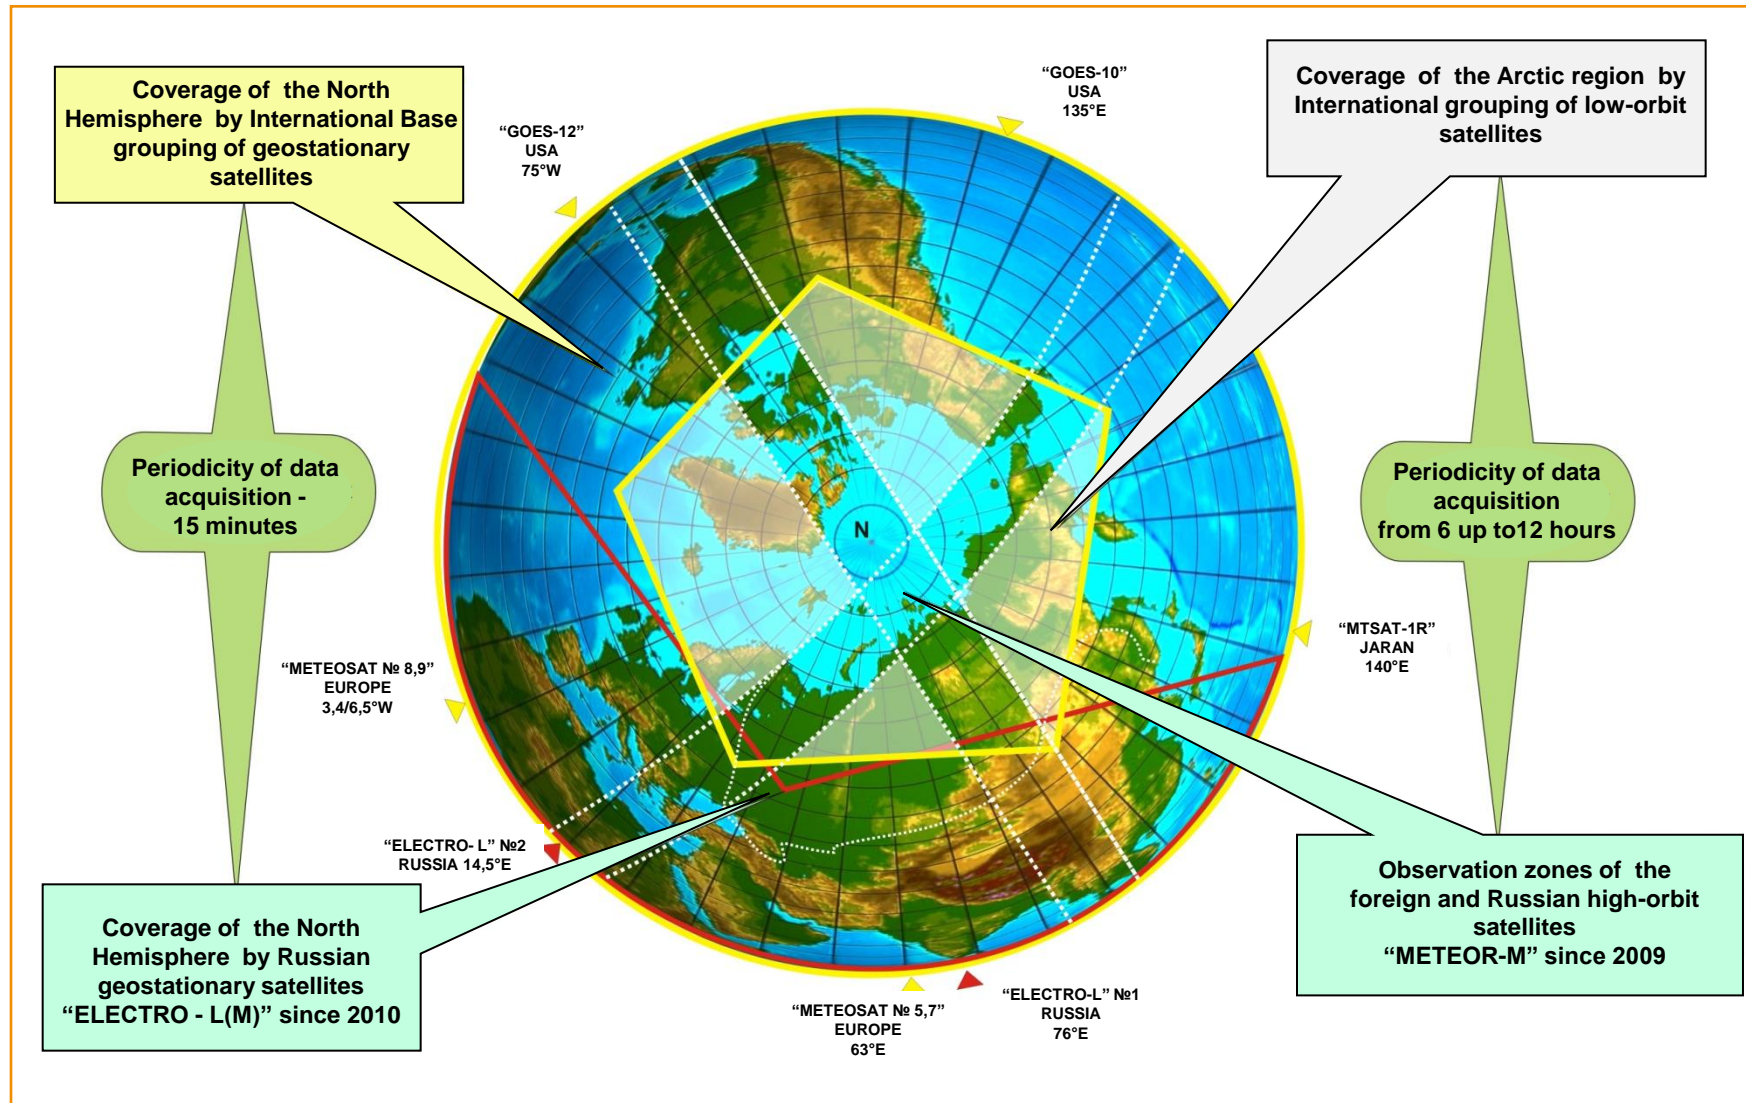 Coverage of the North
Hemisphere by International Base
grouping of geostationary
satellites
“GOES-12”
USA
75°W
“GOES-10”
USA
135°E
Coverage of the Arctic region by
International grouping of low-orbit
satellites
Periodicity of data
acquisition -
15 minutes
N
Periodicity of data
acquisition
from 6 up to12 hours
“METEOSAT № 8,9”
EUROPE
3,4/6,5°W
“MTSAT-1R”
JARAN
140°E
“ELECTRO- L” №2
RUSSIA 14,5°E
Coverage of the North
Hemisphere by Russian
geostationary satellites
“ELECTRO - L(M)” since 2010
“METEOSAT № 5,7”
EUROPE
63°E
“ELECTRO-L” №1
RUSSIA
76°E
Observation zones of the
foreign and Russian high-orbit
satellites
“METEOR-M” since 2009